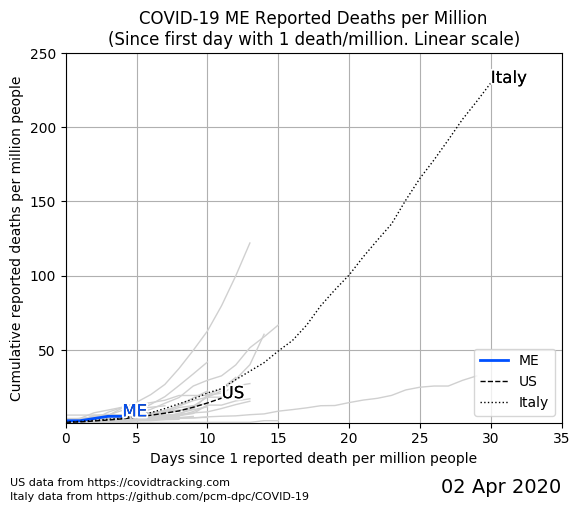 COVID-19 ME Reported Deaths per Million
(Since first day with 1 death/million. Linear scale)
Cumulative reported deaths per million people
250
200
150
100
50
Italy
US
ME
ME
US
Italy
0
5
10
15
20
25
30
35
Days since 1 reported death per million people
US data from https://covidtracking.com
Italy data from https://github.com/pcm-dpc/COVID-19
02 Apr 2020